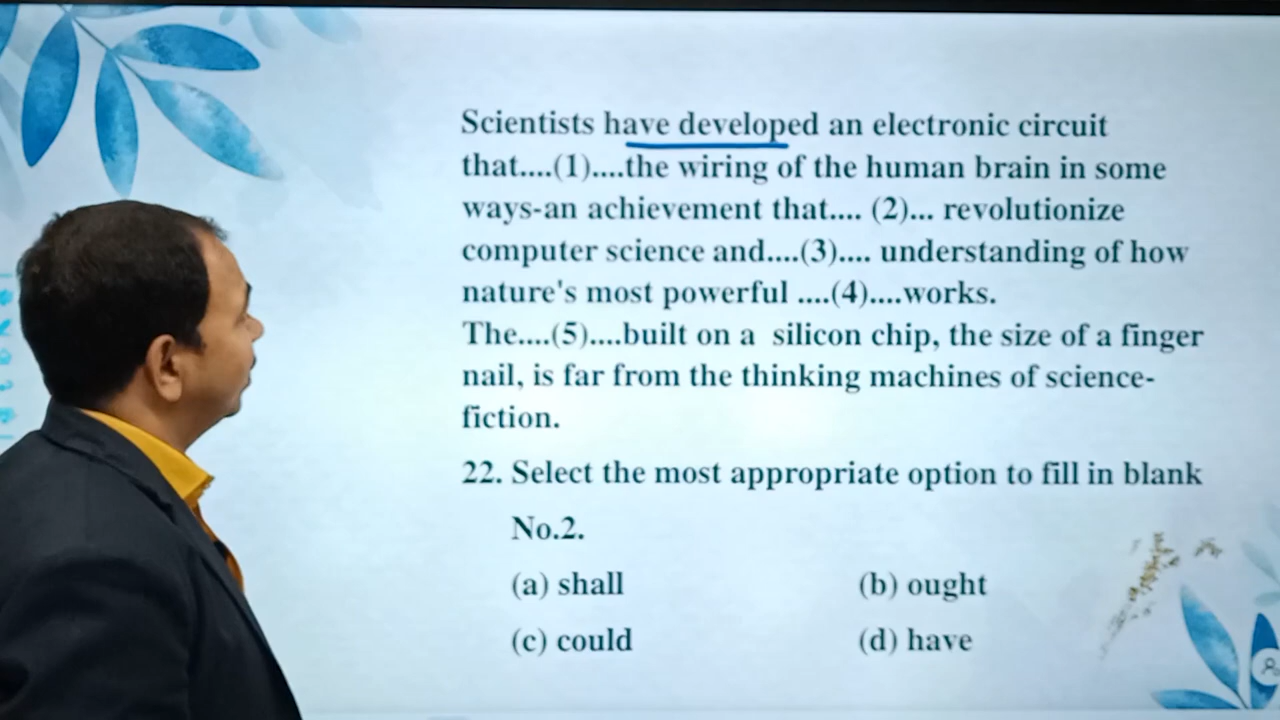 Scientists have developed an electronic circuit
that....(1)....the wiring of the human brain in some
ways-an achievement that.... (2)... revolutionize
computer science and....(3).... understanding of how
nature's most powerful ....(4)....works.
The....(5)....built on a silicon chip, the size of a finger
nail, is far from the thinking machines of science-
fiction.
22. Select the most appropriate option to fill in blank
No.2.
(a) shall (b) ought
(c) could (d) have